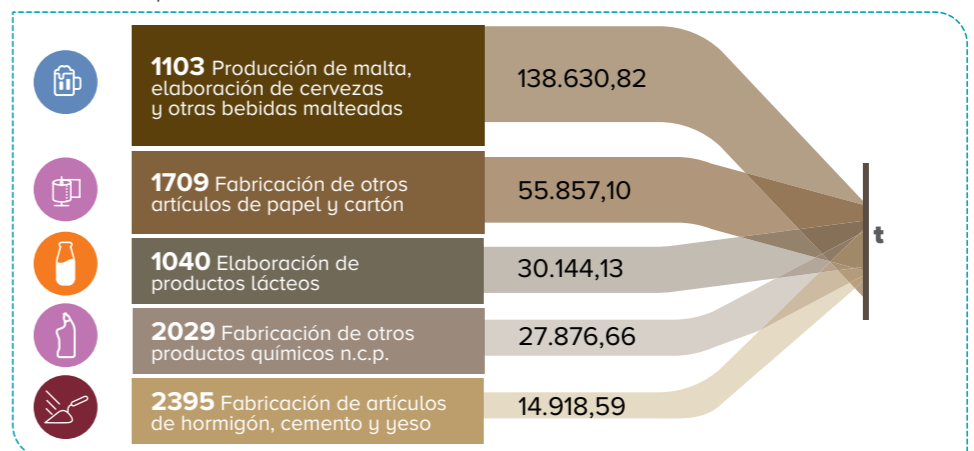 1103 Producción de malta,
elaboración de cervezas
y otras bebidas malteadas
138.630,82
1709 Fabricación de otros
artículos de papel y cartón
55.857,10
1040 Elaboración de
productos lácteos
30.144,13
2029 Fabricación de otros
productos químicos n.c.p.
27.876,66
2395 Fabricación de artículos
de hormigón, cemento y yeso
14.918,59
t